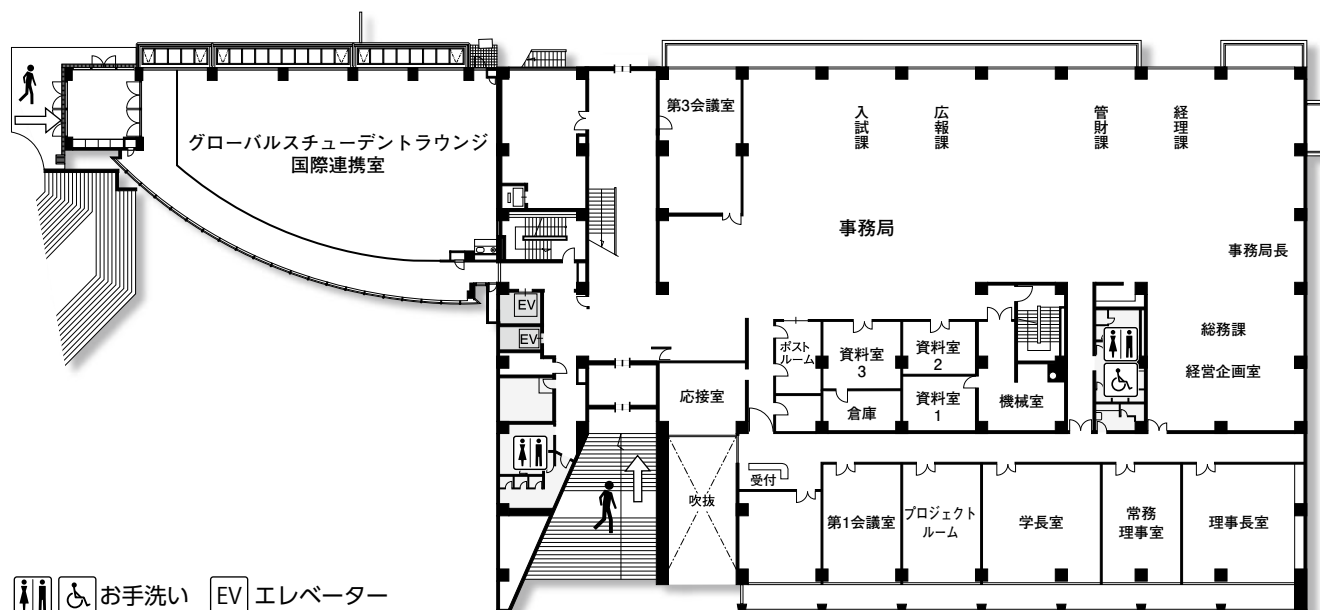 第3会議室
入試課
広報課
管財課
経理課
グローバルスチューデントラウンジ
国際連携室
事務局
事務局長
EV
EV
総務課
経営企画室
ポスト
ルーム
資料室
3
資料室
2
応接室
倉庫
資料室
1
機械室
受付
吹抜
第1会議室
プロジェクト
ルーム
学長室
常務
理事室
理事長室
お手洗い EV エレベーター